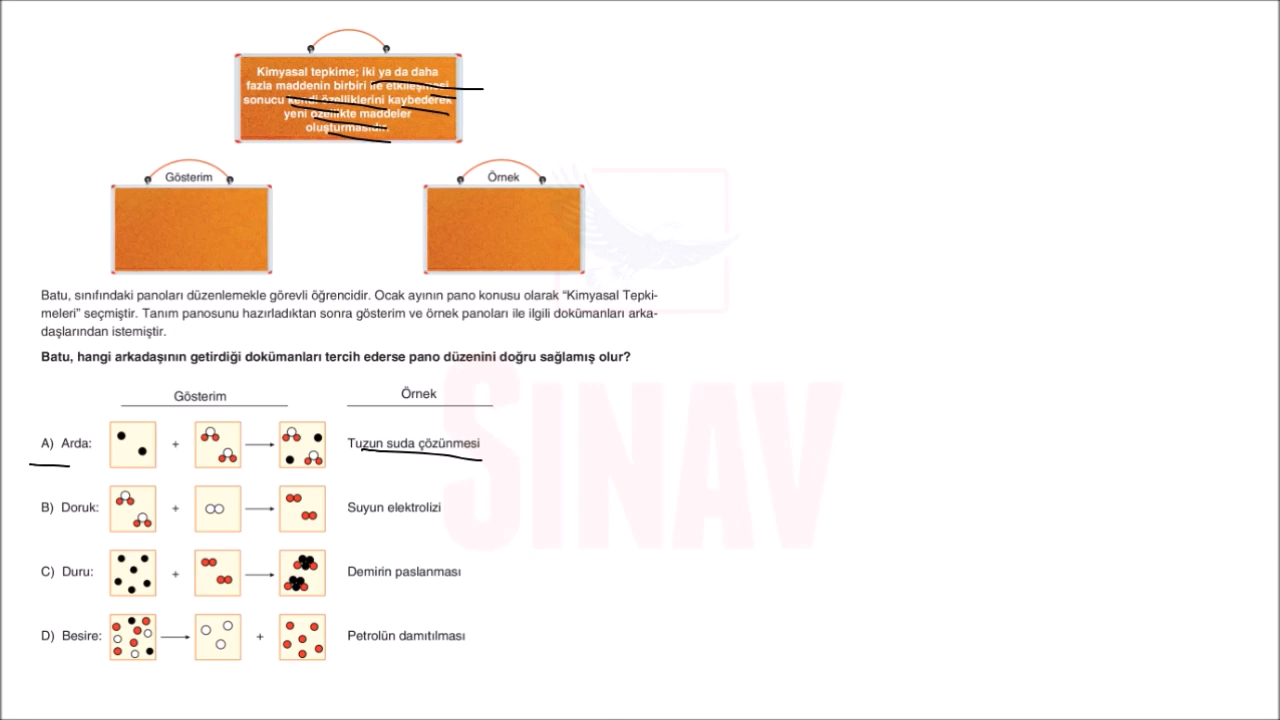 Kimyasal tepkime; iki ya da daha
fazla maddenin birbiri ile etkileşmesi
sonucu kendi özelliklerini kaybederek
yeni özellikte maddeler
oluşturmasıdır.
Gösterim
Örnek
Batu, sınıfındaki panoları düzenlemekle görevli öğrencidir. Ocak ayının pano konusu olarak “Kimyasal Tepki-
meleri” seçmiştir. Tanım panosunu hazırladıktan sonra gösterim ve örnek panoları ile ilgili dokümanları arka-
daşlarından istemiştir.
Batu, hangi arkadaşının getirdiği dokümanları tercih ederse pano düzenini doğru sağlamış olur?
Gösterim
Örnek
A) Arda: + Tuzun suda çözünmesi
B) Doruk: + Suyun elektrolizi
C) Duru: + Demirin paslanması
D) Besire: + Petrolün damıtılması
SINAV